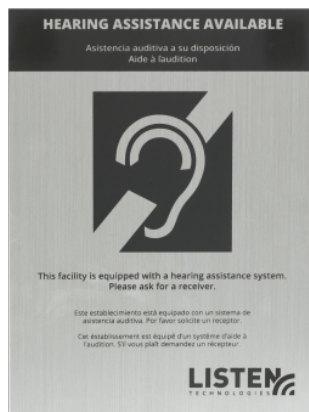 HEARING ASSISTANCE AVAILABLE
Asistencia auditiva a su disposición
Aide à l'audition
This facility is equipped with a hearing assistance system.
Please ask for a receiver.
Este establecimiento está equipado con un sistema de
asistencia auditiva. Por favor solicite un receptor.
Cet établissement est équipé d'un système d'aide à
l'audition. S'il vous plaît demandez un récepteur.
LISTEN
TECHNOLOGIES